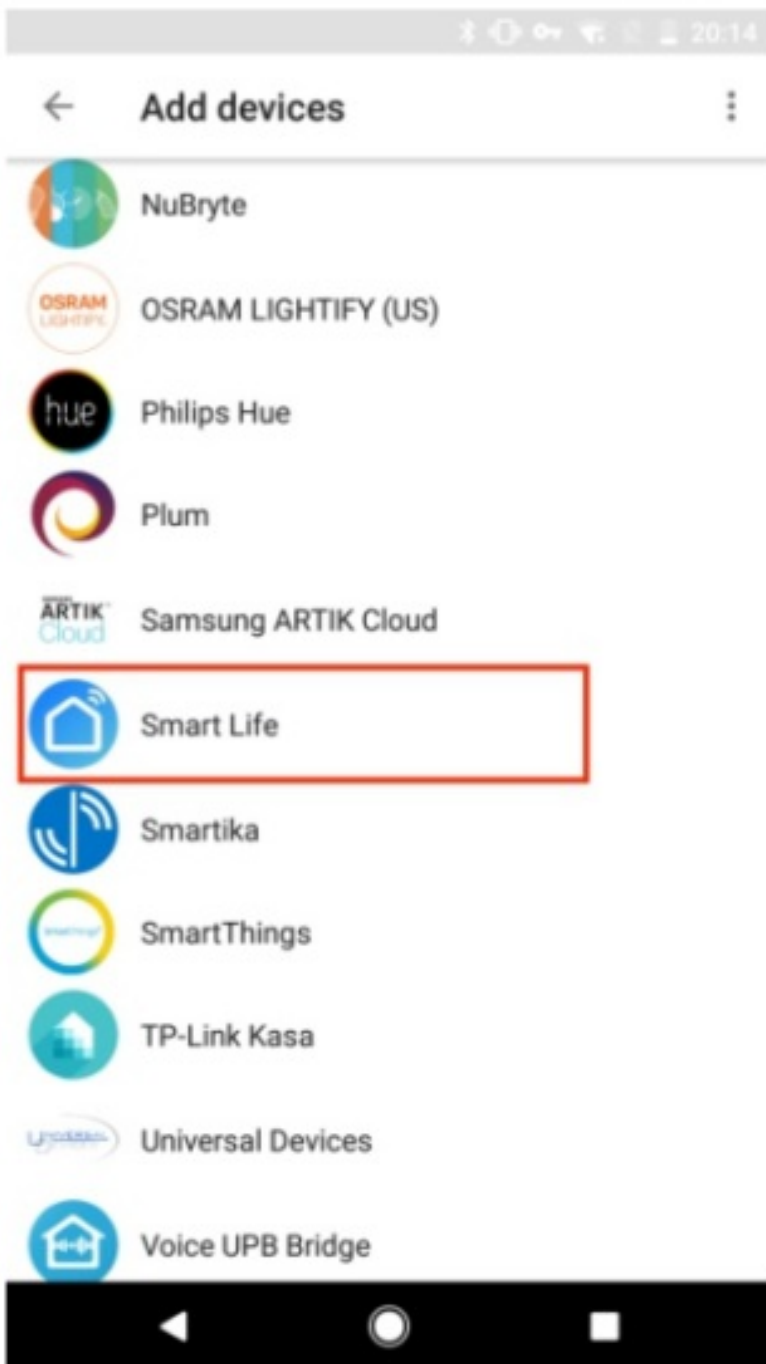 20:14
Add devices
NuBryte
OSRAM
LIGHTIFY
OSRAM LIGHTIFY (US)
hue
Philips Hue
Plum
ARTIK
Cloud
Samsung ARTIK Cloud
Smart Life
Smartika
SmartThings
TP-Link Kasa
Universal Devices
Voice UPB Bridge